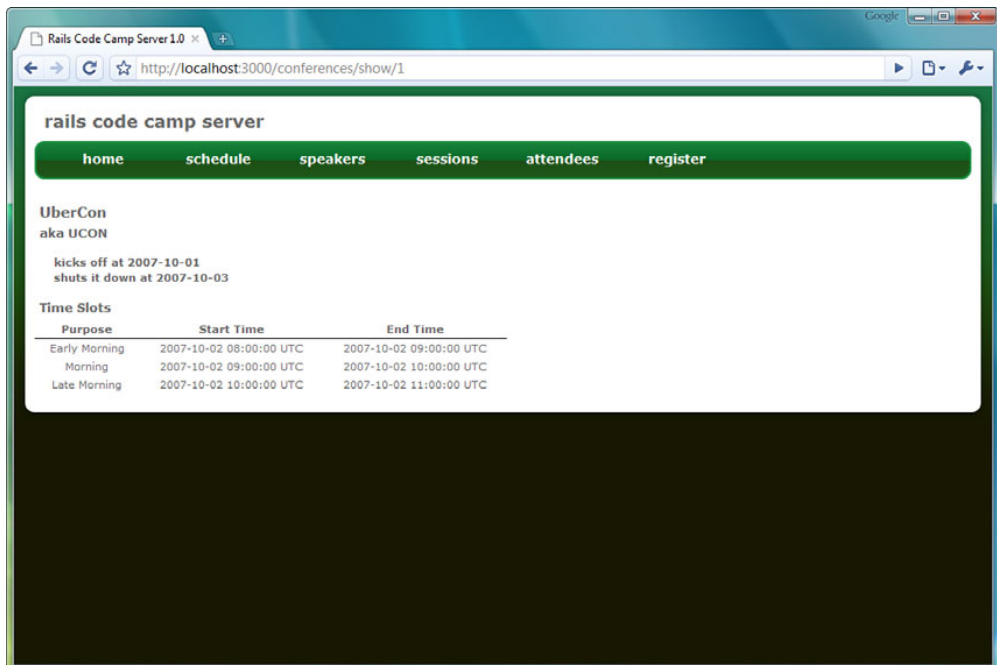 Google
Rails Code Camp Server 1.0
http://localhost:3000/conferences/show/1
rails code camp server
home schedule speakers sessions attendees register
UberCon
aka UCON
kicks off at 2007-10-01
shuts it down at 2007-10-03
Time Slots
Purpose Start Time End Time
Early Morning 2007-10-02 08:00:00 UTC 2007-10-02 09:00:00 UTC
Morning 2007-10-02 09:00:00 UTC 2007-10-02 10:00:00 UTC
Late Morning 2007-10-02 10:00:00 UTC 2007-10-02 11:00:00 UTC